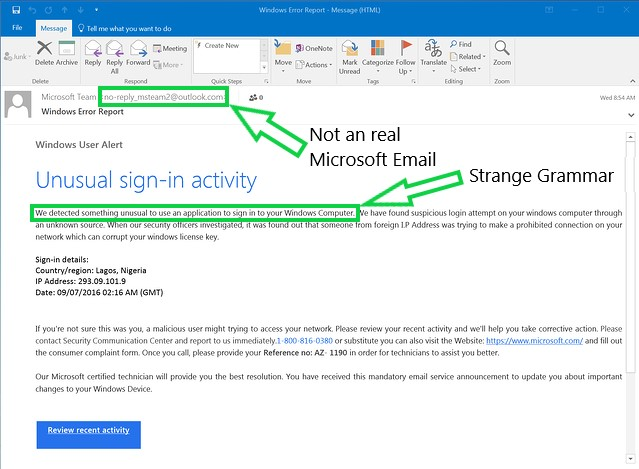 Windows Error Report - Message (HTML)
File Message Tell me what you want to do
Junk
Delete Archive
Reply Reply All Forward
Meeting
IM
More
Create New
Move
OneNote
Actions
Mark Unread Categorize Follow Up
Translate
Find
Related
Select
Zoom
Delete Respond Quick Steps Move Tags Editing Zoom
Microsoft Team no-reply_msteam2@outlook.com
0
Wed 8:54 AM
Windows Error Report
Not an real
Microsoft Email
Windows User Alert
Unusual sign-in activity
Strange Grammar
We detected something unusual to use an application to sign in to your Windows Computer. We have found suspicious login attempt on your windows computer through
an unknown source. When our security officers investigated, it was found out that someone from foreign I.P Address was trying to make a prohibited connection on your
network which can corrupt your windows license key.
Sign-in details:
Country/region: Lagos, Nigeria
IP Address: 293.09.101.9
Date: 09/07/2016 02:16 AM (GMT)
If you're not sure this was you, a malicious user might trying to access your network. Please review your recent activity and we'll help you take corrective action. Please
contact Security Communication Center and report to us immediately.1-800-816-0380 or substitute you can also visit the Website: https://www.microsoft.com/ and fill out
the consumer complaint form. Once you call, please provide your Reference no: AZ- 1190 in order for technicians to assist you better.
Our Microsoft certified technician will provide you the best resolution. You have received this mandatory email service announcement to update you about important
changes to your Windows Device.
Review recent activity